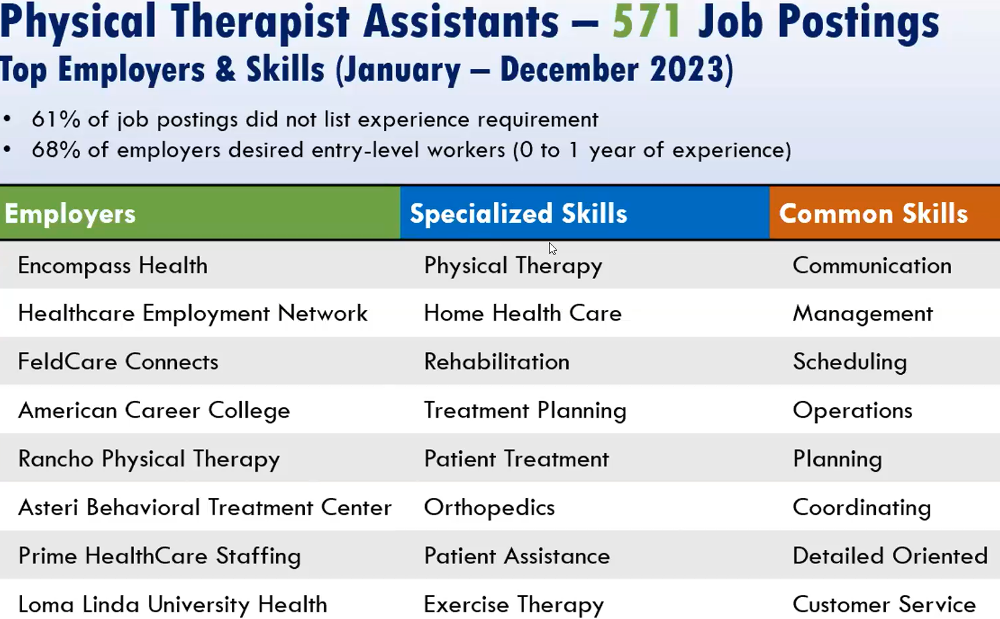 Physical Therapist Assistants – 571 Job Postings
Top Employers & Skills (January – December 2023)
• 61% of job postings did not list experience requirement
• 68% of employers desired entry-level workers (0 to 1 year of experience)
Employers Specialized Skills Common Skills
Encompass Health Physical Therapy Communication
Healthcare Employment Network Home Health Care Management
FeldCare Connects Rehabilitation Scheduling
American Career College Treatment Planning Operations
Rancho Physical Therapy Patient Treatment Planning
Asteri Behavioral Treatment Center Orthopedics Coordinating
Prime HealthCare Staffing Patient Assistance Detailed Oriented
Loma Linda University Health Exercise Therapy Customer Service